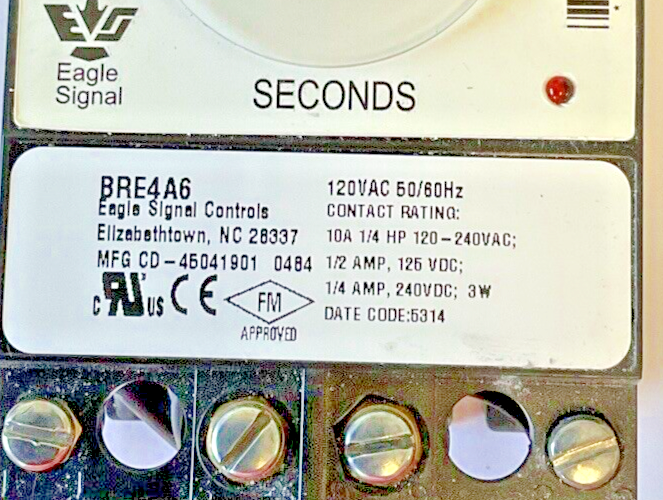 Eagle
Signal
SECONDS
BRE4A6
Eagle Signal Controls
Elizabethtown, NC 28337
MFG CD-45041901 0484
c RU US CE FM
APPROVED
120VAC 50/60Hz
CONTACT RATING:
10A 1/4 HP 120-240VAC;
1/2 AMP, 125 VDC;
1/4 AMP, 240VDC; 3W
DATE CODE:5314